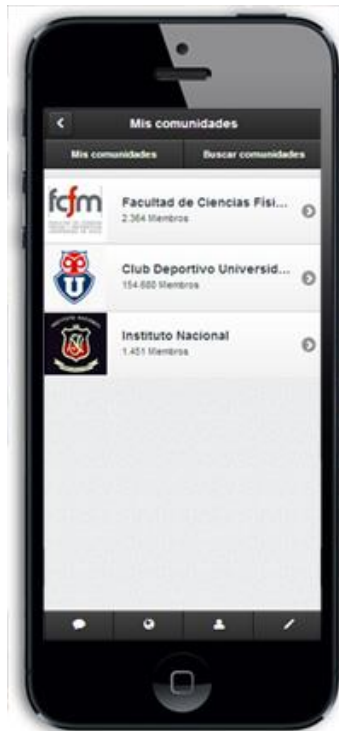 Mis comunidades
Mis comunidades
Buscar comunidades
fcfm
Facultad de Ciencias Físi...
2.364 Miembros
U
Club Deportivo Universid...
154.688 Miembros
Instituto Nacional
1.451 Miembros